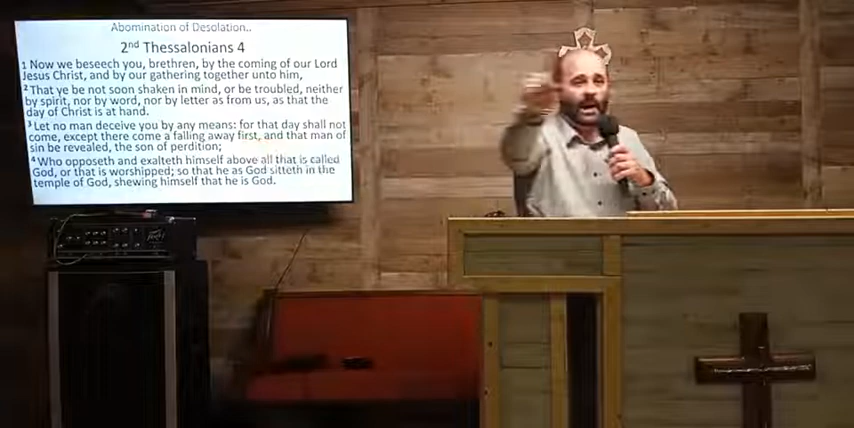 Abomination of Desolation..
2nd Thessalonians 4
1 Now we beseech you, brethren, by the coming of our Lord
Jesus Christ, and by our gathering together unto him,
2 That ye be not soon shaken in mind, or be troubled, neither
by spirit, nor by word, nor by letter as from us, as that the
day of Christ is at hand.
3 Let no man deceive you by any means: for that day shall not
come, except there come a falling away first, and that man of
sin be revealed, the son of perdition;
4 Who opposeth and exalteth himself above all that is called
God, or that is worshipped; so that he as God sitteth in the
temple of God, shewing himself that he is God.